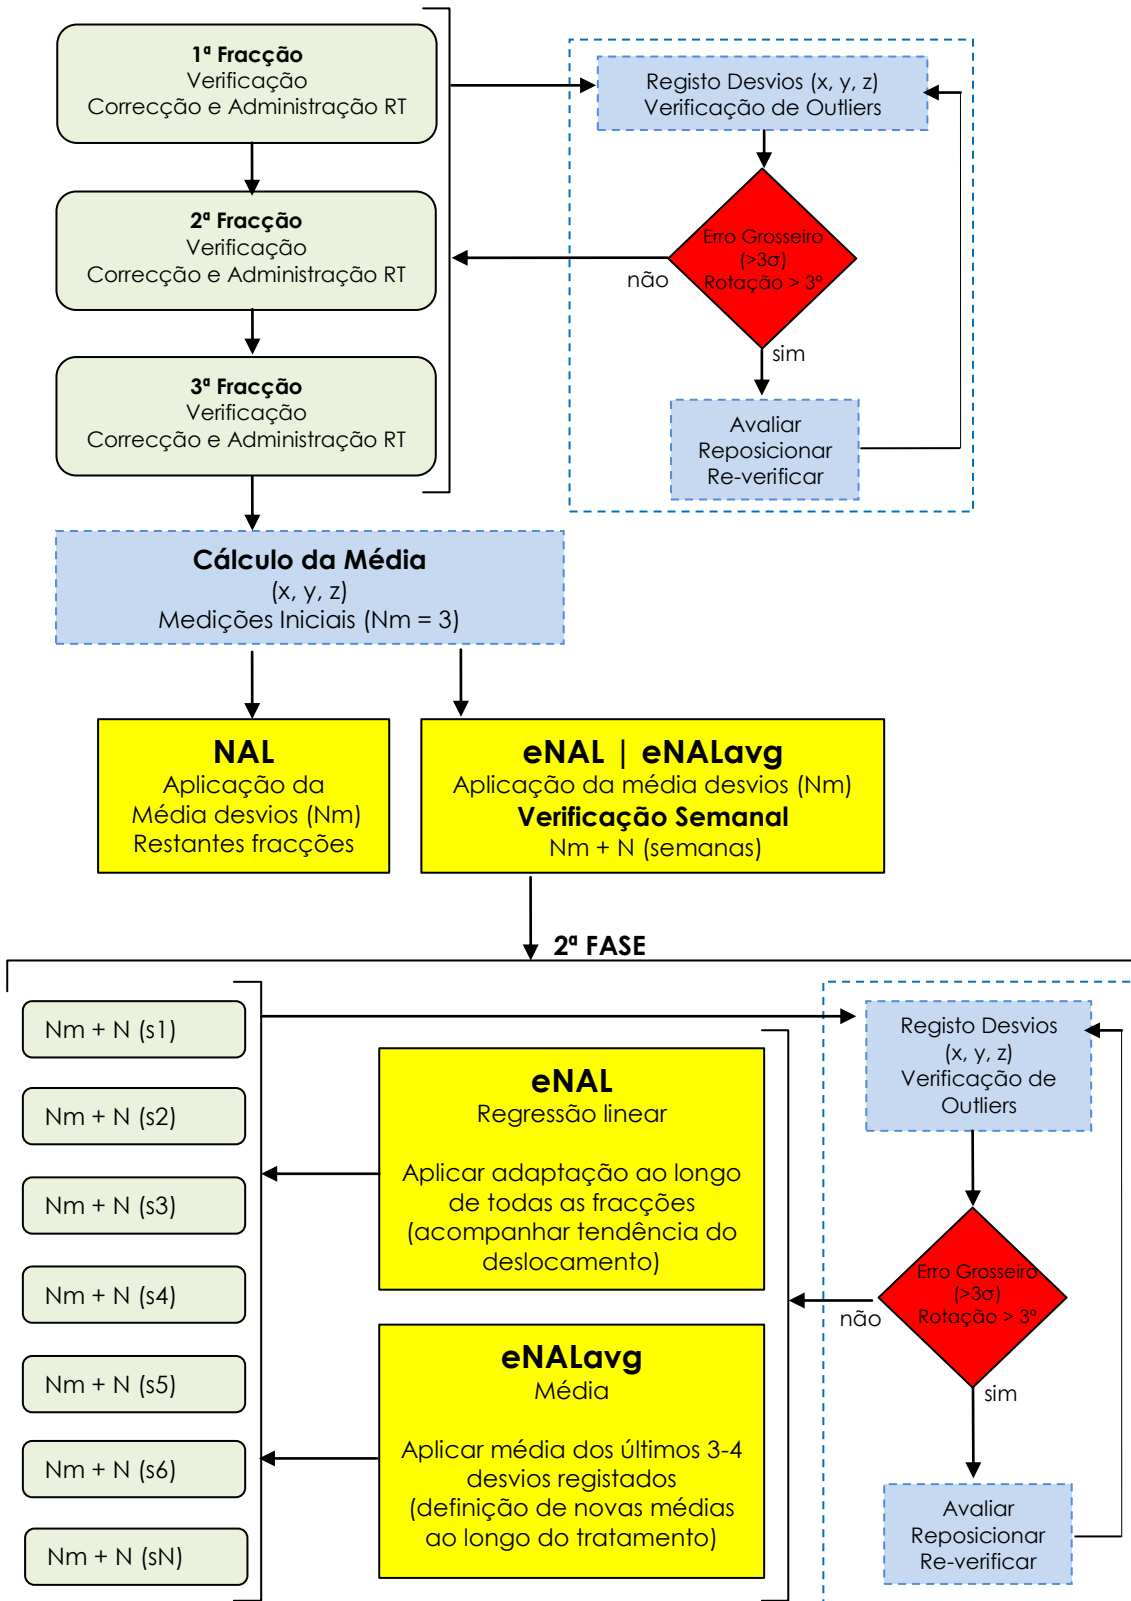 1ª Fracção
Verificação
Correcção e Administração RT
Registo Desvios (x, y, z)
Verificação de Outliers
2ª Fracção
Verificação
Correcção e Administração RT
Erro Grosseiro
(>3σ)
Rotação > 3º
não
sim
3ª Fracção
Verificação
Correcção e Administração RT
Avaliar
Reposicionar
Re-verificar
Cálculo da Média
(x, y, z)
Medições Iniciais (Nm = 3)
NAL
Aplicação da
Média desvios (Nm)
Restantes fracções
eNAL | eNALavg
Aplicação da média desvios (Nm)
Verificação Semanal
Nm + N (semanas)
2ª FASE
Nm + N (s1)
Nm + N (s2)
Nm + N (s3)
Nm + N (s4)
Nm + N (s5)
Nm + N (s6)
Nm + N (sN)
eNAL
Regressão linear
Aplicar adaptação ao longo
de todas as fracções
(acompanhar tendência do
deslocamento)
eNALavg
Média
Aplicar média dos últimos 3-4
desvios registados
(definição de novas médias
ao longo do tratamento)
Registo Desvios
(x, y, z)
Verificação de
Outliers
Erro Grosseiro
(>3σ)
Rotação > 3º
não
sim
Avaliar
Reposicionar
Re-verificar